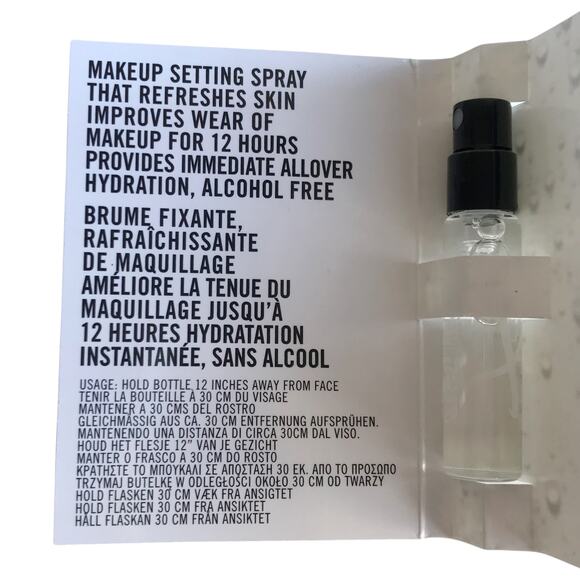 MAKEUP SETTING SPRAY
THAT REFRESHES SKIN
IMPROVES WEAR OF
MAKEUP FOR 12 HOURS
PROVIDES IMMEDIATE ALLOVER
HYDRATION, ALCOHOL FREE
BRUME FIXANTE,
RAFRAÎCHISSANTE
DE MAQUILLAGE
AMÉLIORE LA TENUE DU
MAQUILLAGE JUSQU'À
12 HEURES HYDRATATION
INSTANTANÉE, SANS ALCOOL
USAGE: HOLD BOTTLE 12 INCHES AWAY FROM FACE
TENIR LA BOUTEILLE À 30 CM DU VISAGE
MANTENER A 30 CMS DEL ROSTRO
GLEICHMÄSSIG AUS CA. 30 CM ENTFERNUNG AUFSPRÜHEN.
MANTENENDO UNA DISTANZA DI CIRCA 30CM DAL VISO.
HOUD HET FLESJE 12" VAN JE GEZICHT
MANTER O FRASCO A 30 CM DO ROSTO
ΚΡΑΤΗΣΤΕ ΤΟ ΜΠΟΥΚΑΛΙ ΣΕ ΑΠΟΣΤΑΣΗ 30 ΕΚ. ΑΠΟ ΤΟ ΠΡΟΣΩΠΟ
TRZYMAJ BUTELKĘ W ODLEGŁOŚCI OKOŁO 30 CM OD TWARZY
HOLD FLASKEN 30 CM VÆK FRA ANSIGTET
HOLD FLASKEN 30 CM FRA ANSIKTET
HÅLL FLASKAN 30 CM FRÅN ANSIKTET